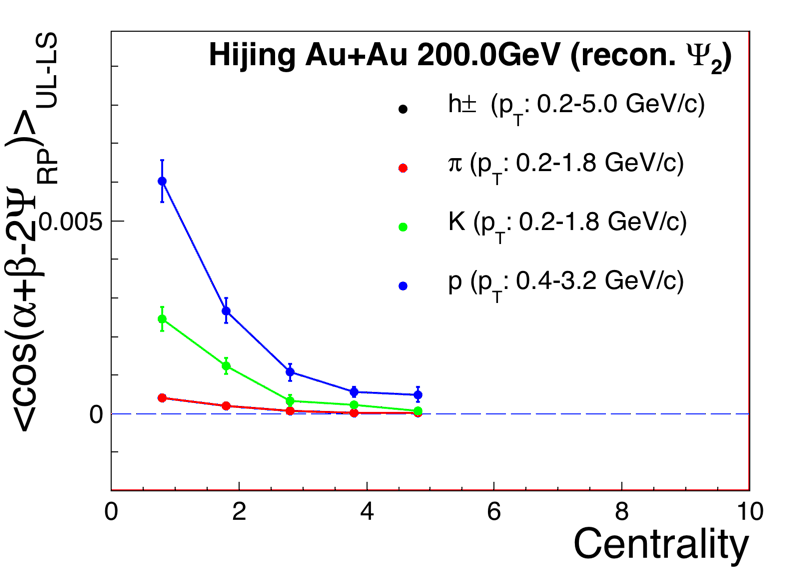 Hijing Au+Au 200.0GeV (recon. Ψ2)
h± (pT: 0.2-5.0 GeV/c)
π (pT: 0.2-1.8 GeV/c)
K (pT: 0.2-1.8 GeV/c)
p (pT: 0.4-3.2 GeV/c)
<cos(α+β-2ΨRP)>UL-LS
0.005
0
0 2 4 6 8 10
Centrality